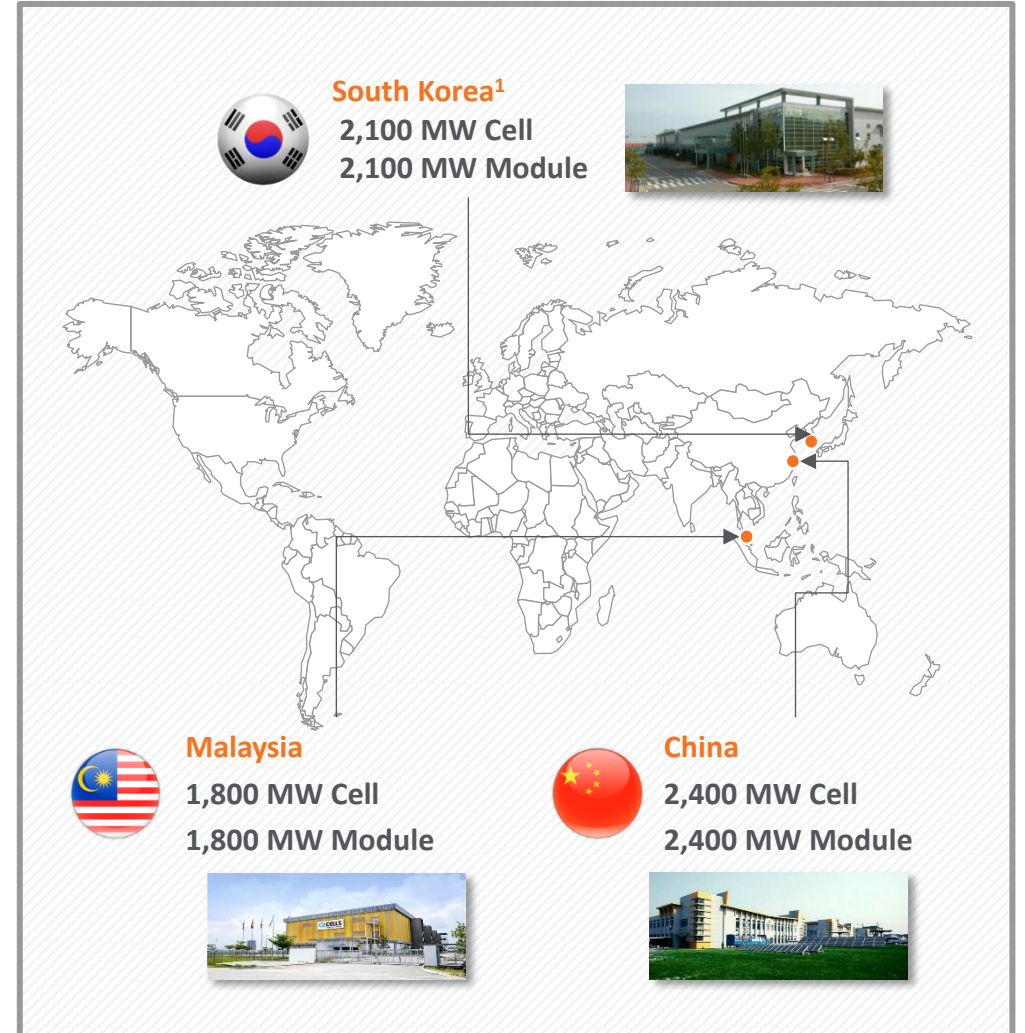 South Korea¹
2,100 MW Cell
2,100 MW Module
Malaysia
1,800 MW Cell
1,800 MW Module
China
2,400 MW Cell
2,400 MW Module
CELLS